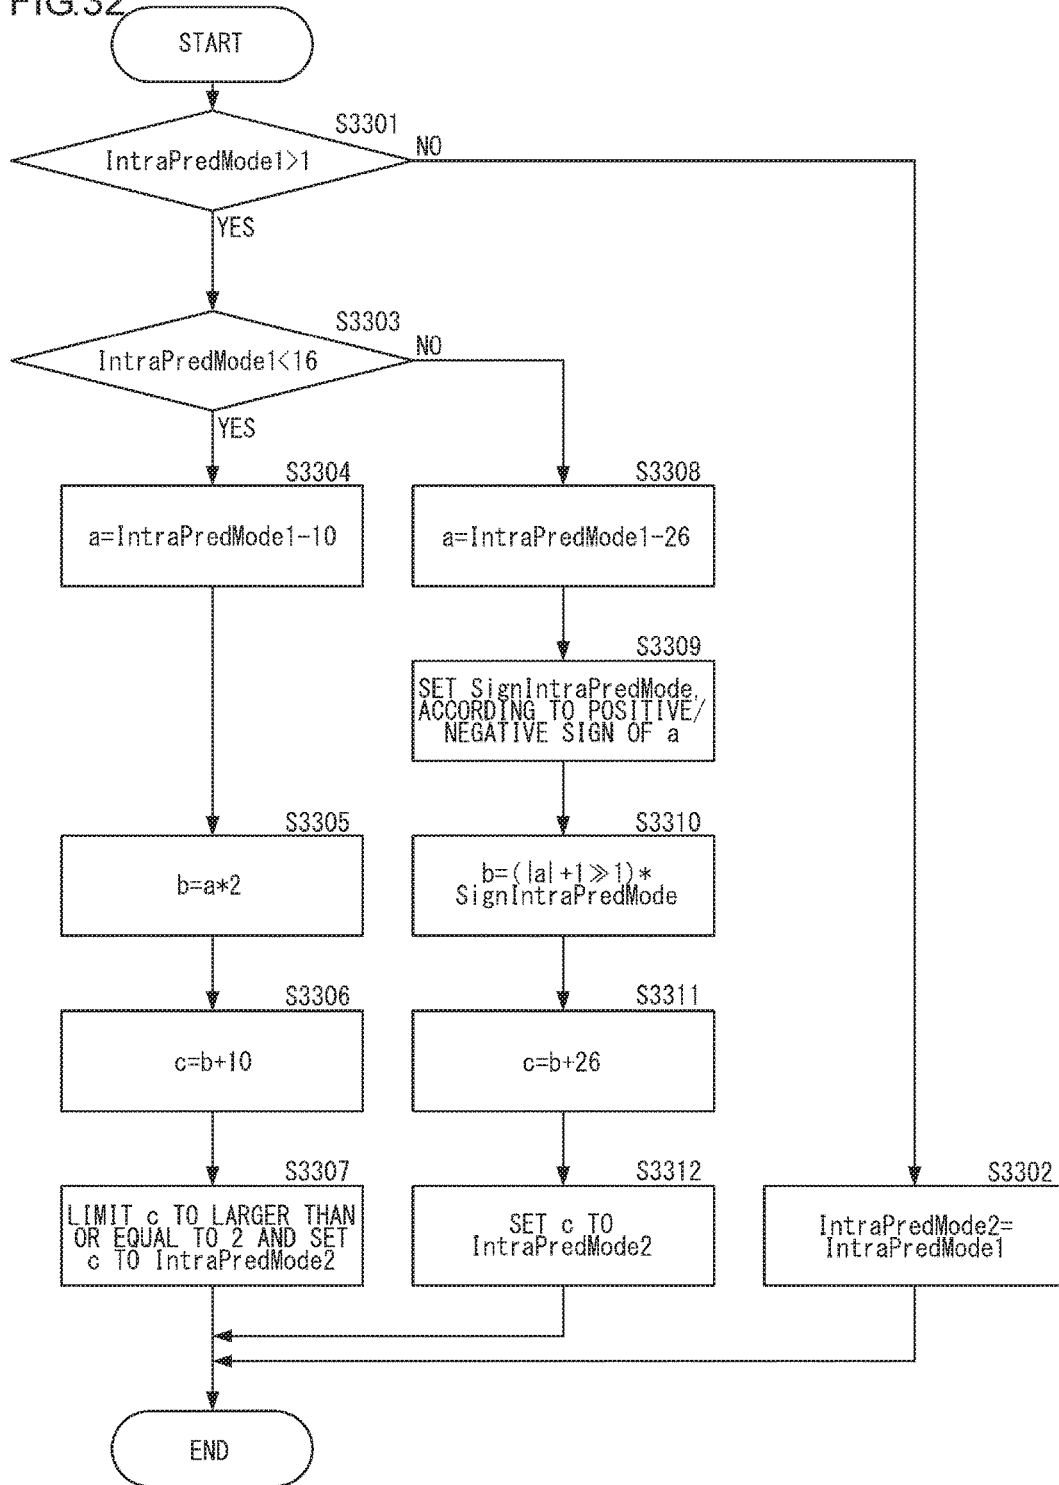 FIG.32
START
S3301
IntraPredMode1>1
NO
YES
S3303
IntraPredMode1<16
NO
YES
S3304
a=IntraPredMode1-10
S3308
a=IntraPredMode1-26
S3309
SET SignIntraPredMode,
ACCORDING TO POSITIVE/
NEGATIVE SIGN OF a
S3305
b=a*2
S3310
b=(|a|+1≫1)*
SignIntraPredMode
S3306
c=b+10
S3311
c=b+26
S3307
LIMIT c TO LARGER THAN
OR EQUAL TO 2 AND SET
c TO IntraPredMode2
S3312
SET c TO
IntraPredMode2
S3302
IntraPredMode2=
IntraPredMode1
END